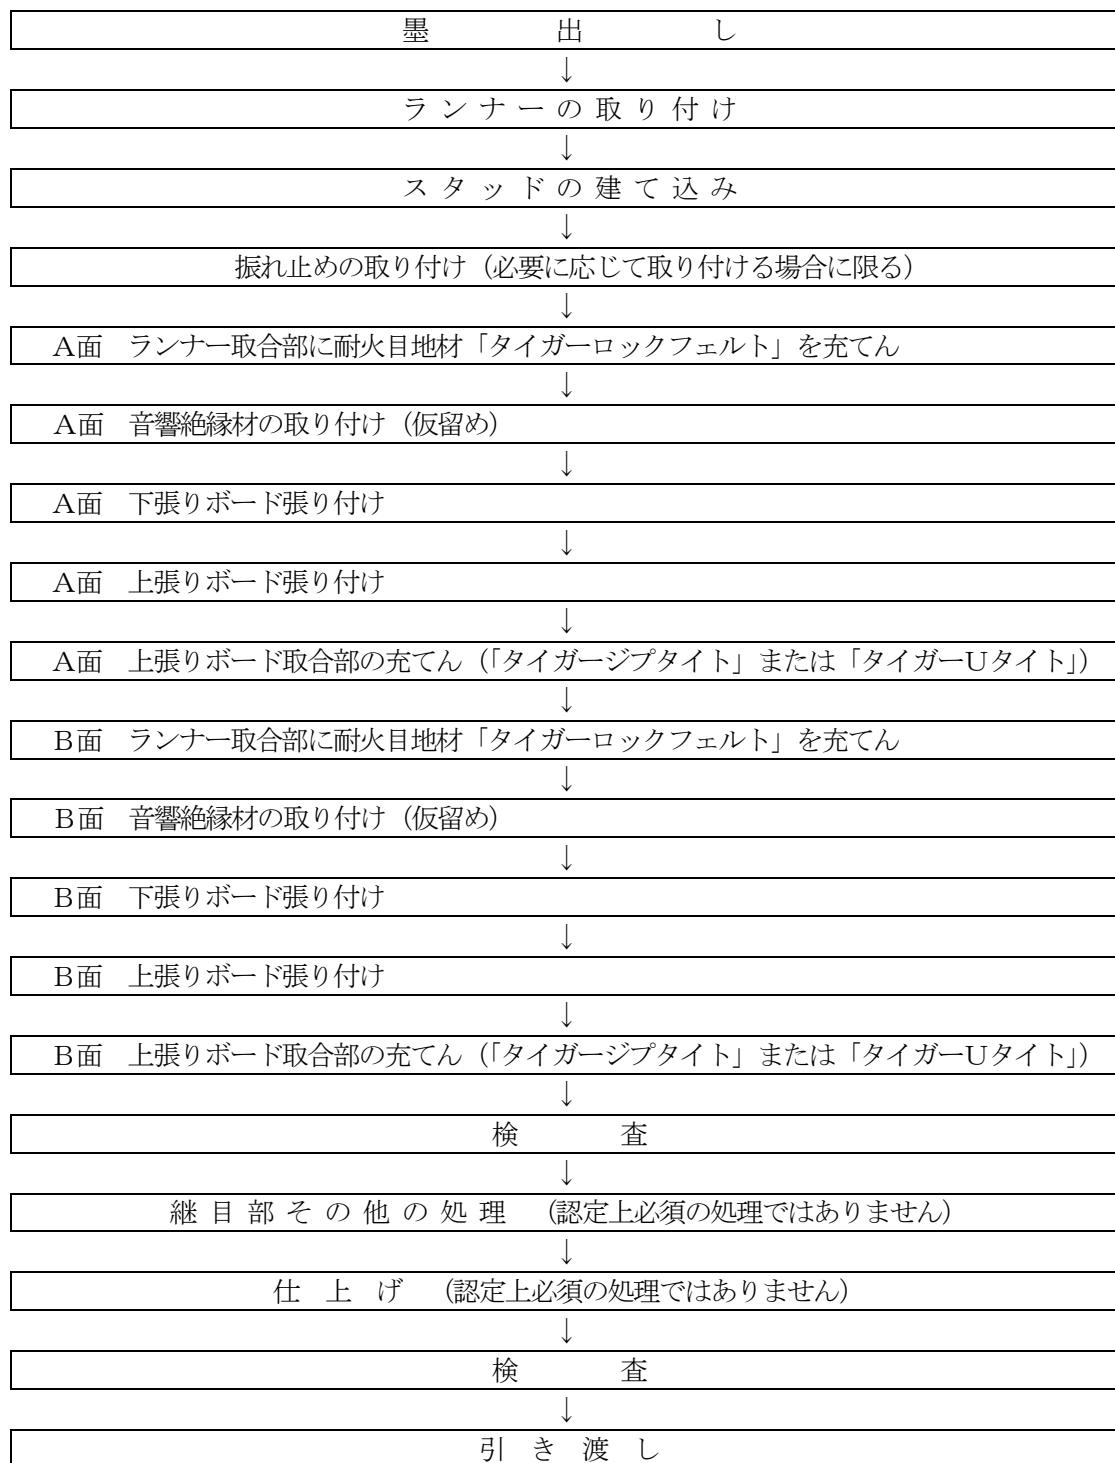 墨出し
↓
ランナーの取り付け
↓
スタッドの建て込み
↓
振れ止めの取り付け（必要に応じて取り付ける場合に限る）
↓
Ａ面　ランナー取合部に耐火目地材「タイガーロックフェルト」を充てん
↓
Ａ面　音響絶縁材の取り付け（仮留め）
↓
Ａ面　下張りボード張り付け
↓
Ａ面　上張りボード張り付け
↓
Ａ面　上張りボード取合部の充てん（「タイガージプタイト」または「タイガーＵタイト」）
↓
Ｂ面　ランナー取合部に耐火目地材「タイガーロックフェルト」を充てん
↓
Ｂ面　音響絶縁材の取り付け（仮留め）
↓
Ｂ面　下張りボード張り付け
↓
Ｂ面　上張りボード張り付け
↓
Ｂ面　上張りボード取合部の充てん（「タイガージプタイト」または「タイガーＵタイト」）
↓
検査
↓
継目部その他の処理　（認定上必須の処理ではありません）
↓
仕上げ　（認定上必須の処理ではありません）
↓
検査
↓
引き渡し